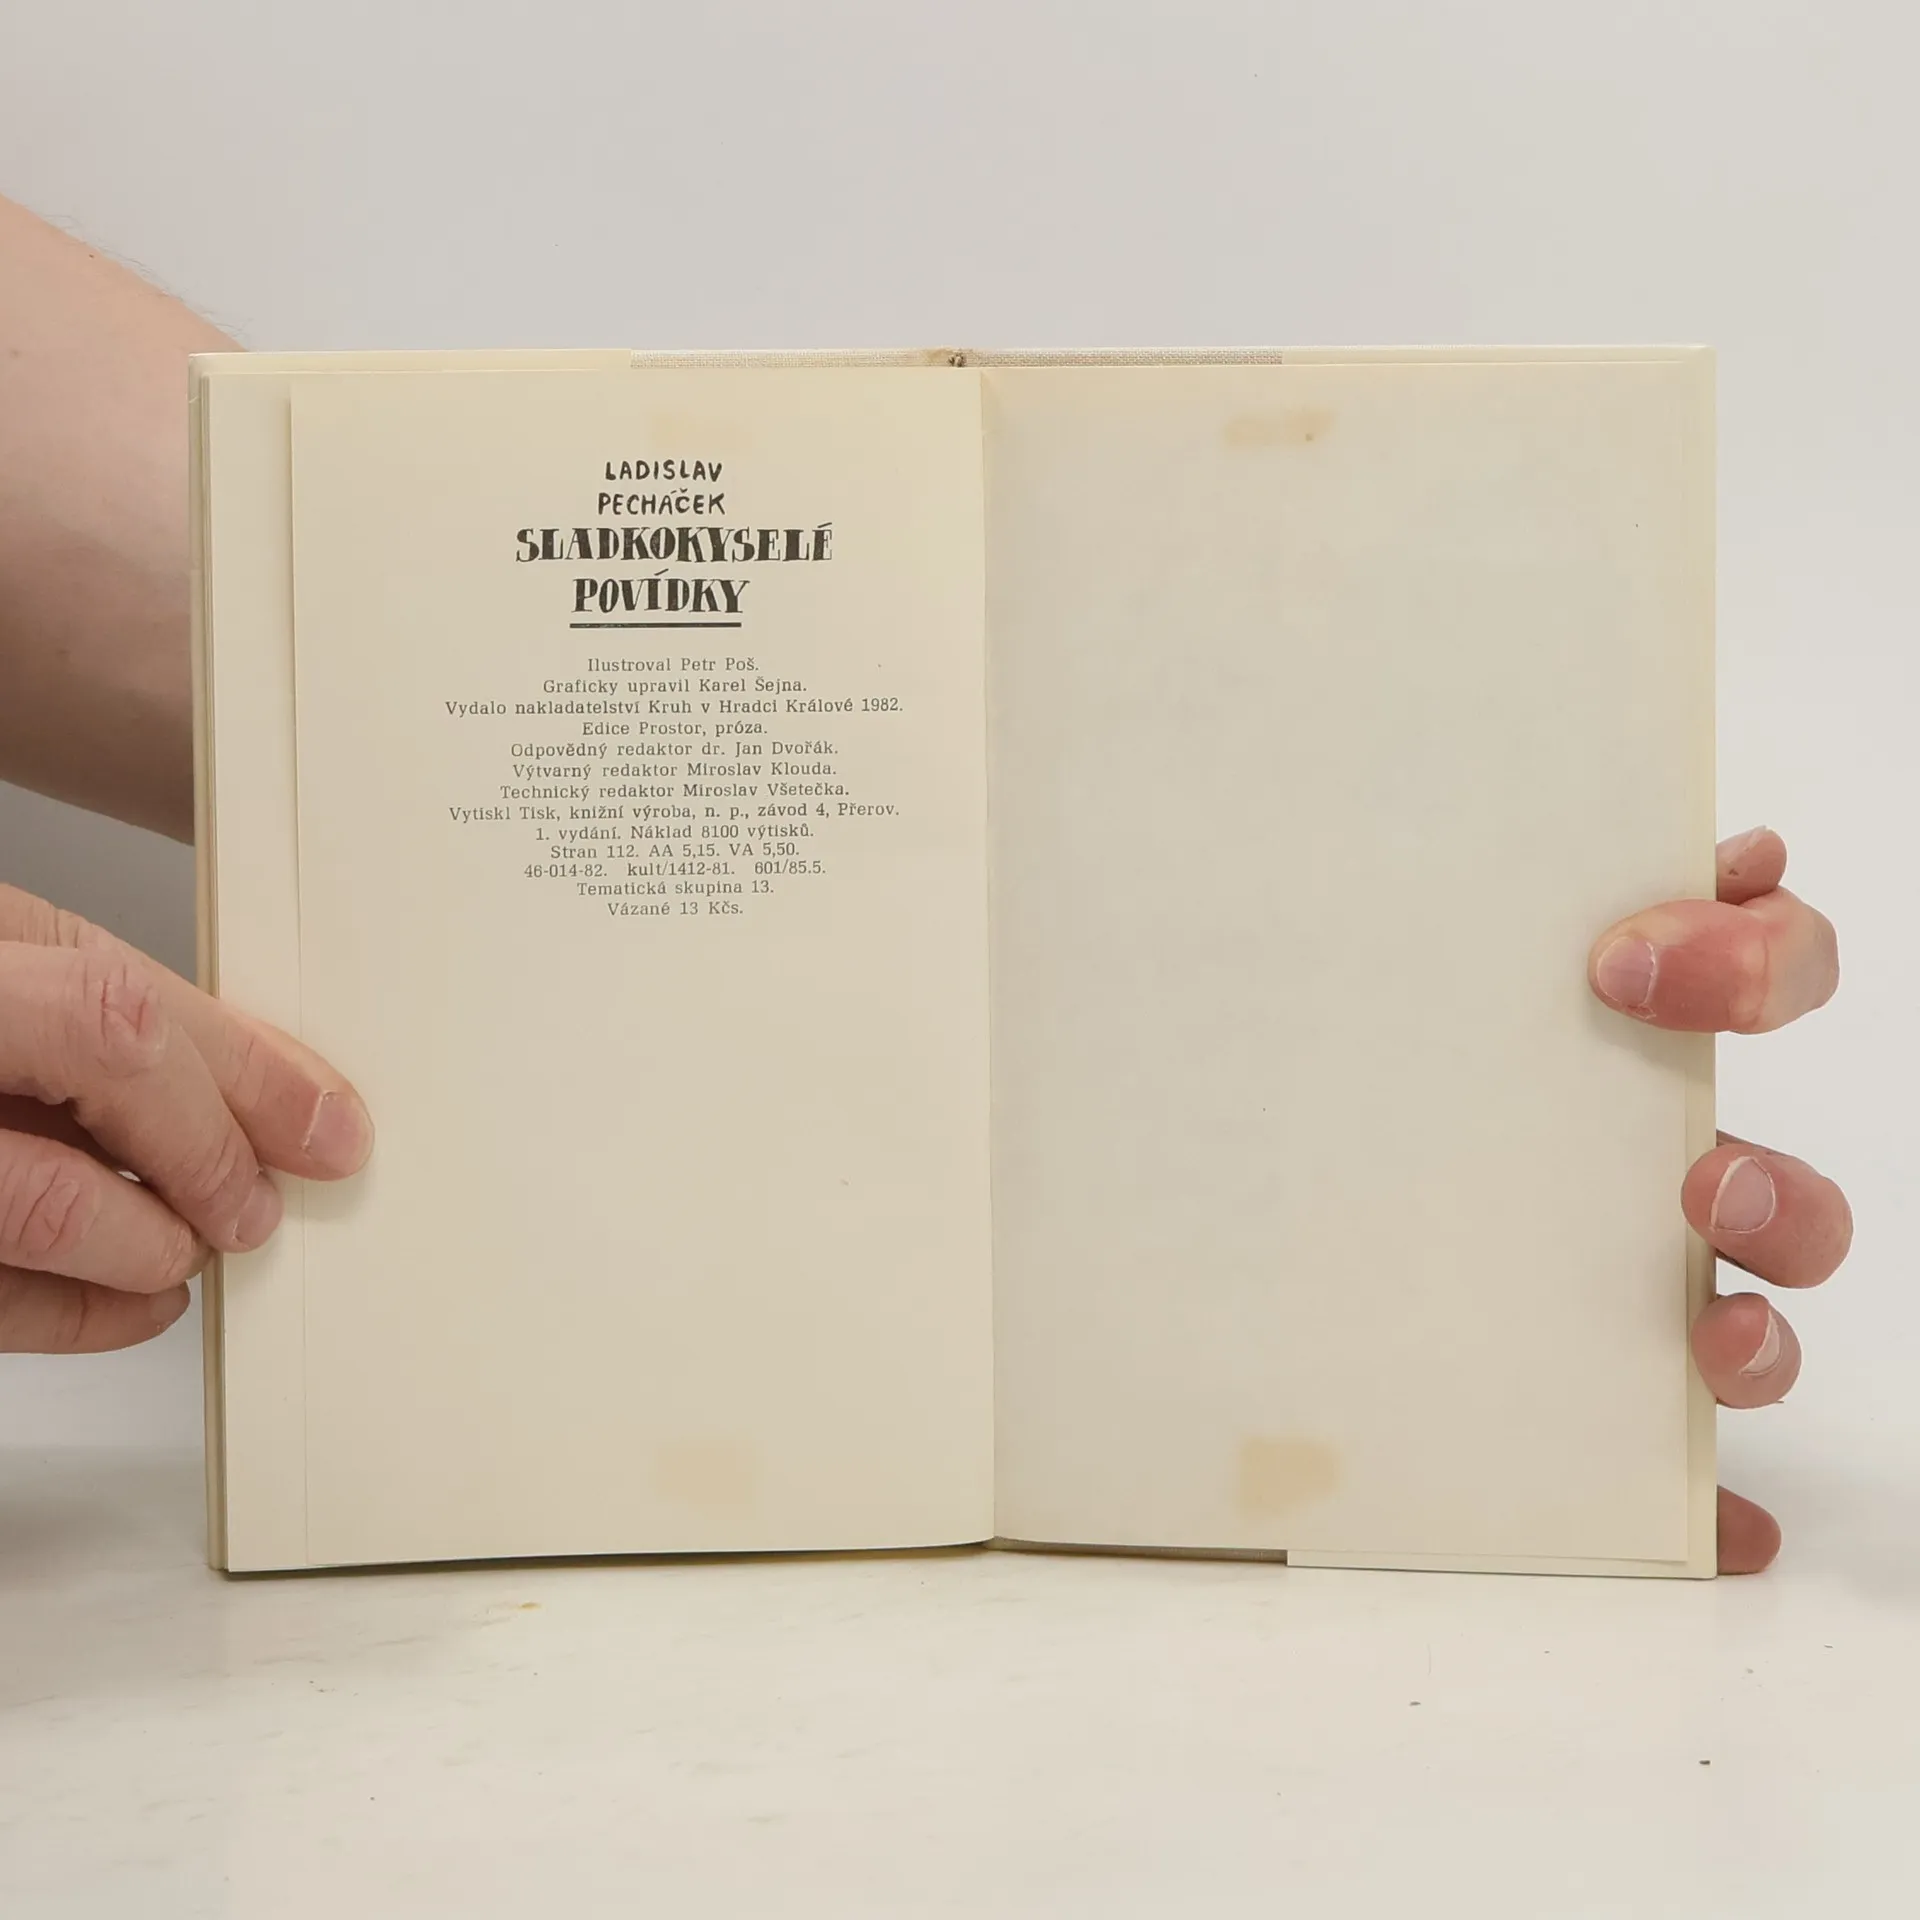 LADISLAV
PECHÁČEK
SLADKOKYSELÉ
POVÍDKY
Ilustroval Petr Poš.
Graficky upravil Karel Šejna.
Vydalo nakladatelství Kruh v Hradci Králové 1982.
Edice Prostor, próza.
Odpovědný redaktor dr. Jan Dvořák.
Výtvarný redaktor Miroslav Klouda.
Technický redaktor Miroslav Všetečka.
Vytiskl Tisk, knižní výroba, n. p., závod 4, Přerov.
1. vydání. Náklad 8100 výtisků.
Stran 112. AA 5,15. VA 5,50.
46-014-82. kult/1412-81. 601/85.5.
Tematická skupina 13.
Vázané 13 Kčs.